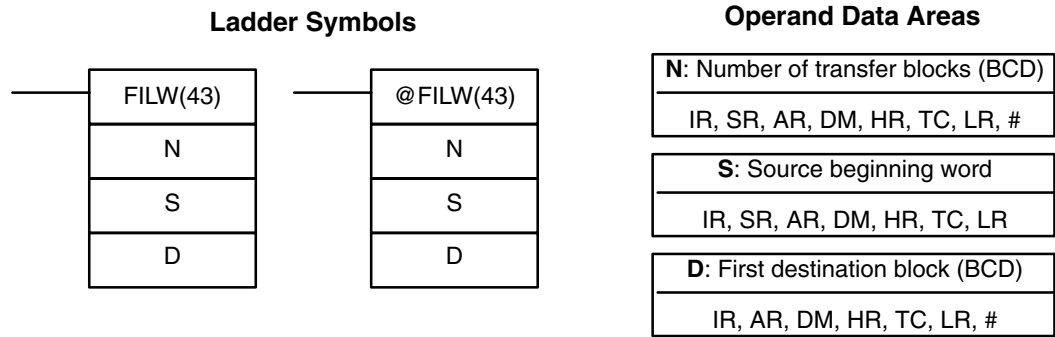 Ladder Symbols
FILW(43)
N
S
D
@FILW(43)
N
S
D
Operand Data Areas
N: Number of transfer blocks (BCD)
IR, SR, AR, DM, HR, TC, LR, #
S: Source beginning word
IR, SR, AR, DM, HR, TC, LR
D: First destination block (BCD)
IR, AR, DM, HR, TC, LR, #